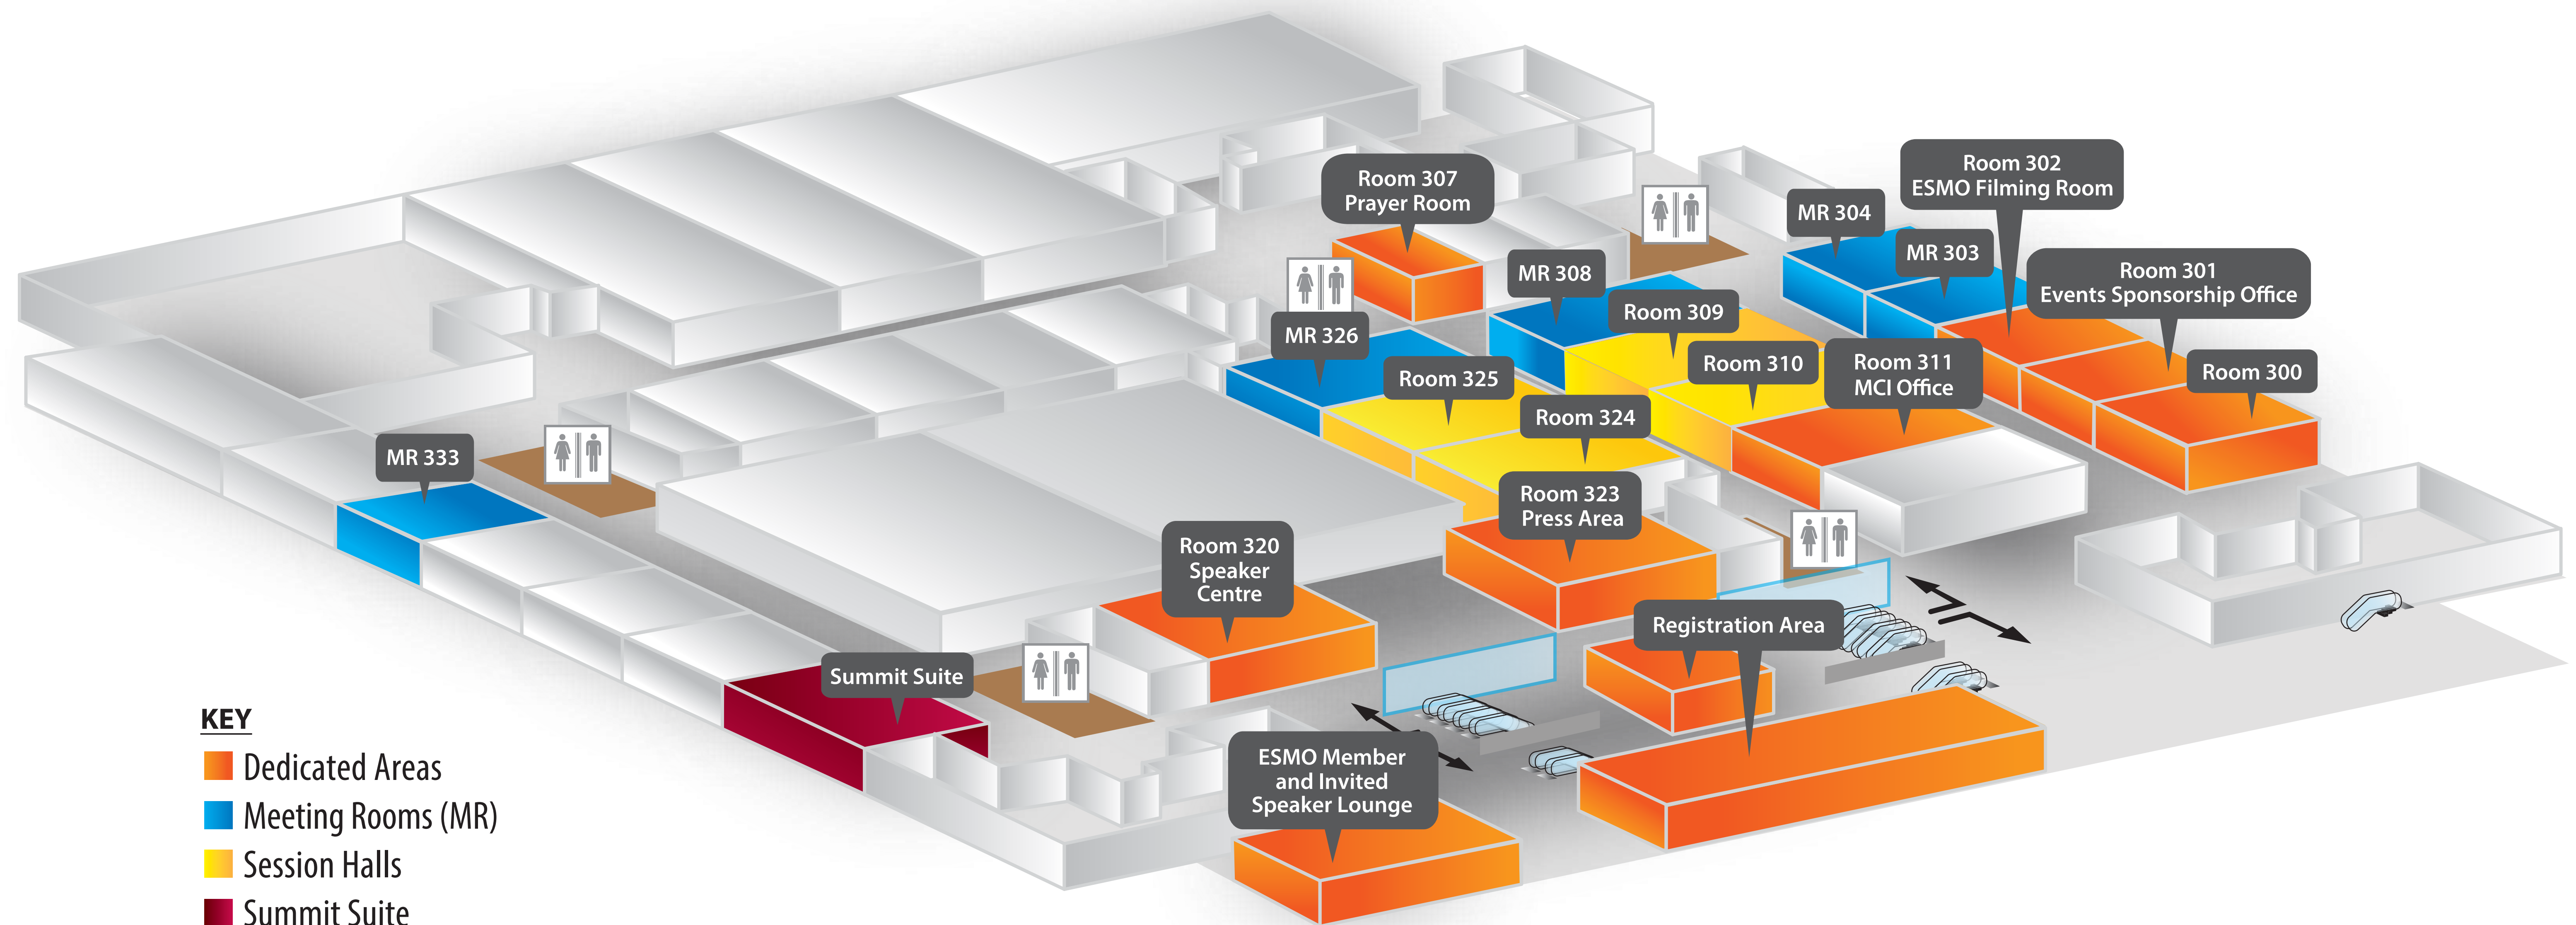 Room 302
ESMO Filming Room
Room 307
Prayer Room
MR 304
MR 303
Room 301
Events Sponsorship Office
MR 308
Room 309
MR 326
Room 310
Room 311
MCI Office
Room 300
Room 325
Room 324
MR 333
Room 323
Press Area
Room 320
Speaker
Centre
Registration Area
Summit Suite
ESMO Member
and Invited
Speaker Lounge
KEY
Dedicated Areas
Meeting Rooms (MR)
Session Halls
Summit Suite